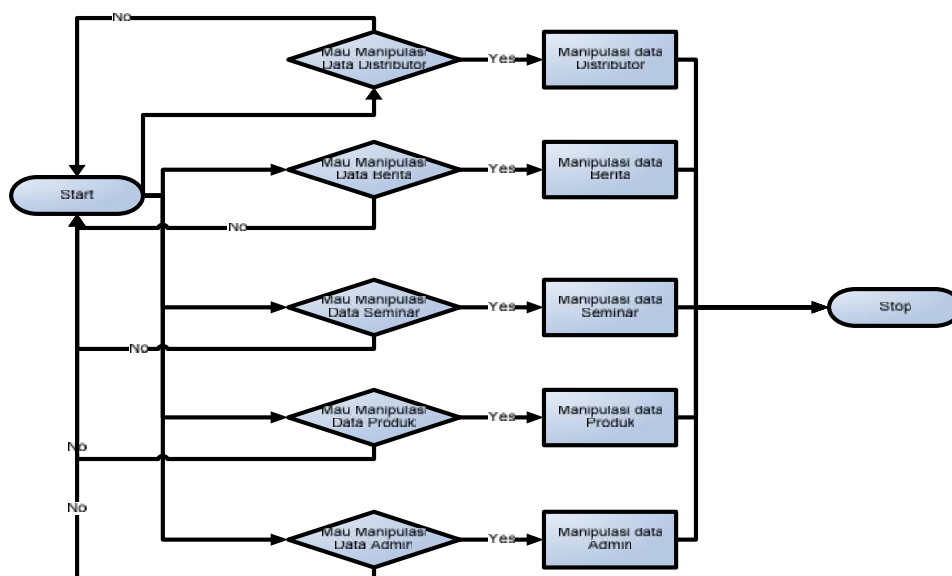 No
Mau Manipulasi
Data Distributor
Yes
Manipulasi data
Distributor
Start
Mau Manipulasi
Data Berita
Yes
Manipulasi data
Berita
No
Mau Manipulasi
Data Seminar
Yes
Manipulasi data
Seminar
Stop
No
Mau Manipulasi
Data Produk
Yes
Manipulasi data
Produk
No
No
Mau Manipulasi
Data Admin
Yes
Manipulasi data
Admin